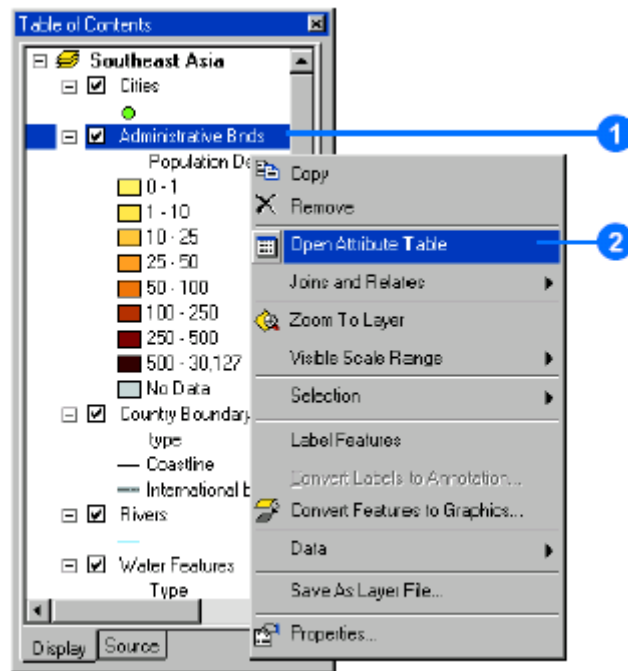 Table of Contents
Southeast Asia
Cities
Administrative Bnds
Population De
0 - 1
1 - 10
10 - 25
25 - 50
50 - 100
100 - 250
250 - 500
500 - 30,127
No Data
Country Boundary
type
Coastline
International b
Rivers
Water Features
Type
Display
Source
Copy
Remove
Open Attribute Table
Joins and Relates
Zoom To Layer
Visible Scale Range
Selection
Label Features
Convert Labels to Annotation...
Convert Features to Graphics...
Data
Save As Layer File...
Properties...
1
2